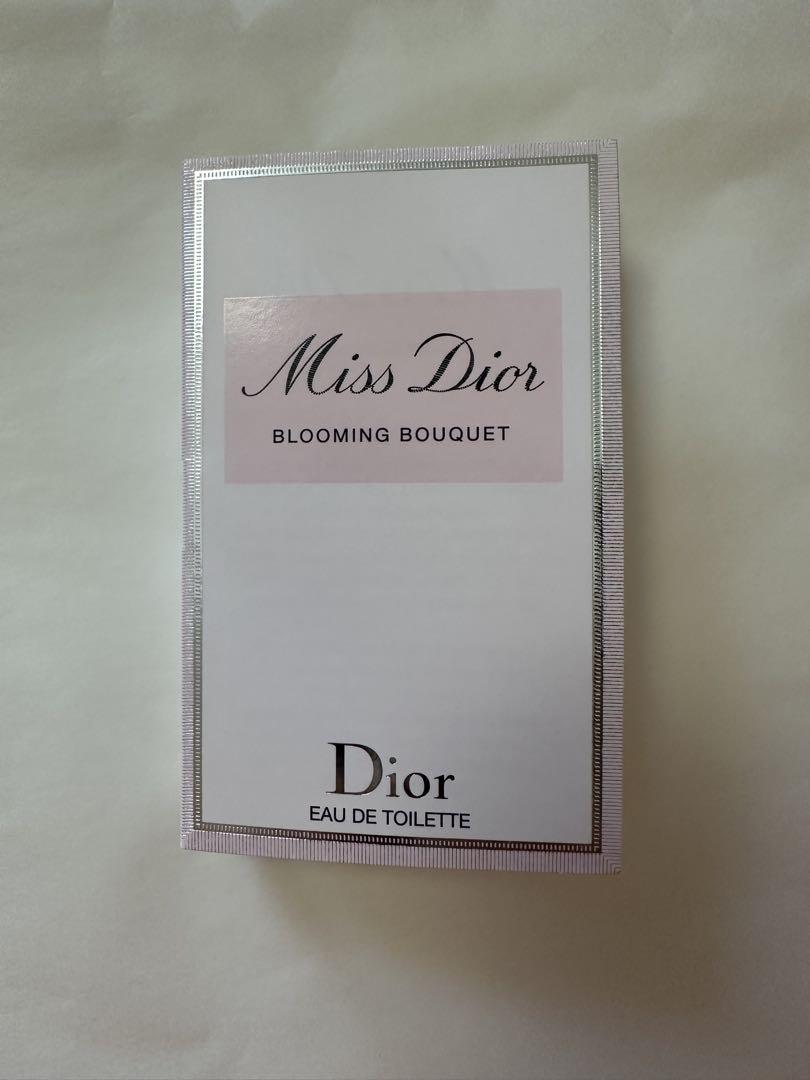 Miss Dior
BLOOMING BOUQUET
Dior
EAU DE TOILETTE